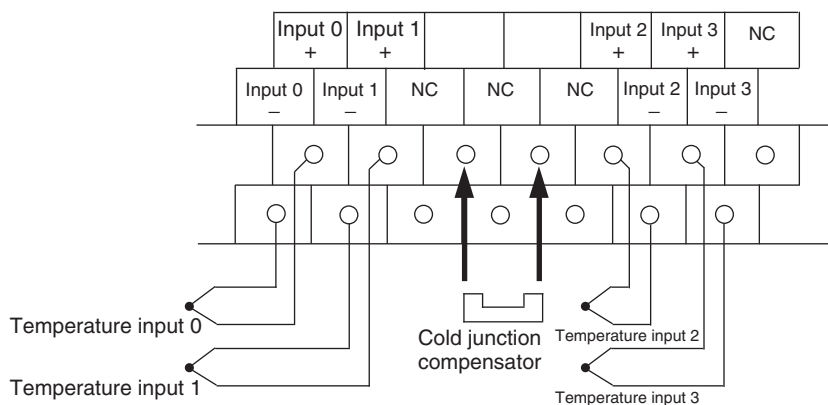 Input 0 Input 1 Input 2 Input 3 NC
+ + + +
Input 0 Input 1 NC NC NC Input 2 Input 3
– – – –
Temperature input 0
Cold junction
compensator
Temperature input 2
Temperature input 1
Temperature input 3